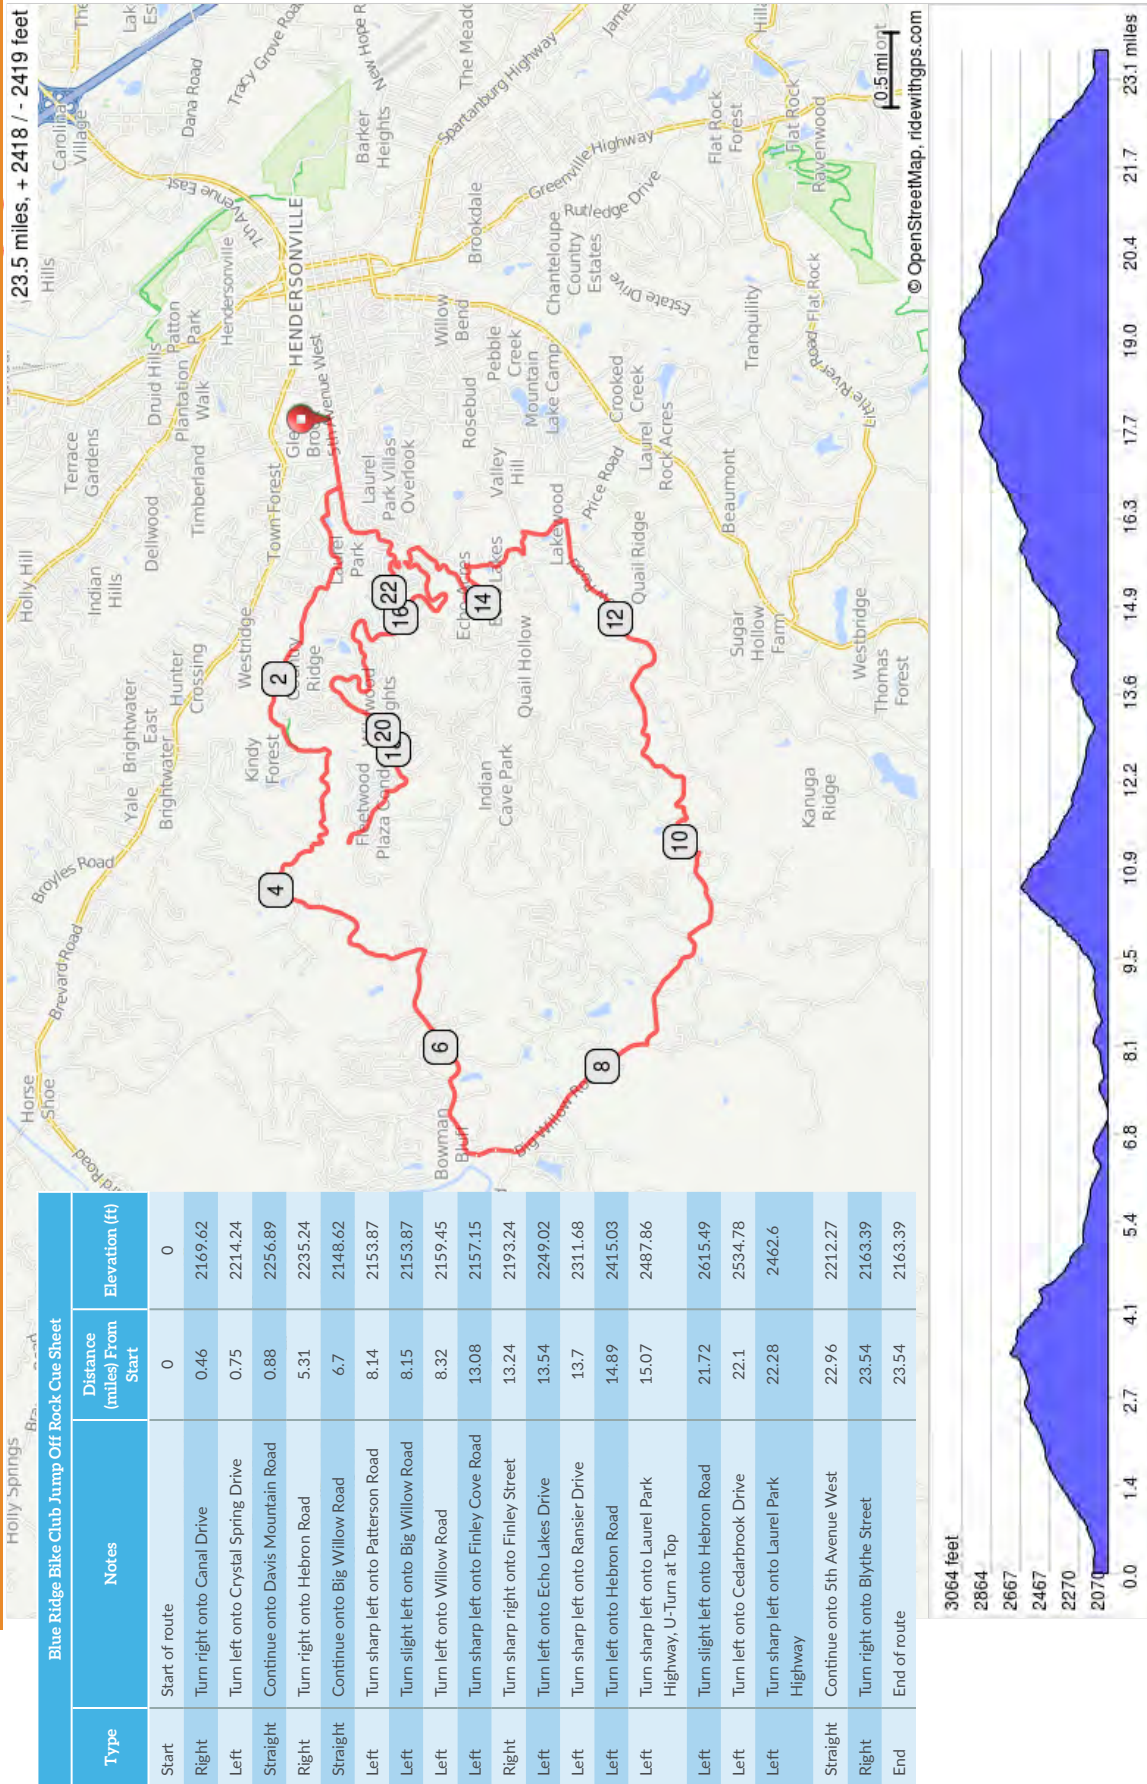 Blue Ridge Bike Club Jump Off Rock Cue Sheet
Type Notes Distance (miles) From Start Elevation (ft)
Start Start of route 0 0
Right Turn right onto Canal Drive 0.46 2169.62
Left Turn left onto Crystal Spring Drive 0.75 2214.24
Straight Continue onto Davis Mountain Road 0.88 2256.89
Right Turn right onto Hebron Road 5.31 2235.24
Straight Continue onto Big Willow Road 6.7 2148.62
Left Turn sharp left onto Patterson Road 8.14 2153.87
Left Turn slight left onto Big Willow Road 8.15 2153.87
Left Turn left onto Willow Road 8.32 2159.45
Left Turn sharp left onto Finley Cove Road 13.08 2157.15
Right Turn sharp right onto Finley Street 13.24 2193.24
Left Turn left onto Echo Lakes Drive 13.54 2249.02
Left Turn sharp left onto Ransier Drive 13.7 2311.68
Left Turn left onto Hebron Road 14.89 2415.03
Left Turn sharp left onto Laurel Park 15.07 2487.86
Highway, U-Turn at Top
Left Turn slight left onto Hebron Road 21.72 2615.49
Left Turn left onto Cedarbrook Drive 22.1 2534.78
Left Turn sharp left onto Laurel Park 22.28 2462.6
Highway
Straight Continue onto 5th Avenue West 22.96 2212.27
Right Turn right onto Blythe Street 23.54 2163.39
End End of route 23.54 2163.39
23.5 miles, + 2418 / - 2419 feet
Holly Springs
Horse
Shoe
Brevard Road
Broyles Road
Yale
Brightwater
East
Brightwater
Hunter
Crossing
Westridge
Holly Hill
Indian
Hills
Dellwood
Terrace
Gardens
Timberland
Town Forest
Druid Hills
Plantation
Walk
Patton
Park
Hendersonville
Hills
HENDERSONVILLE
7th Avenue East
Carolina
Village
Dana Road
Tracy Grove Road
Barker
Heights
The Meado
Spartanburg Highway
Brookdale
Greenville Highway
Rutledge Drive
Chanteloupe
Country
Estates
Estate Drive
Flat Rock
Forest
Flat Rock
Ravenwood
Flat Rock
Little River Road
Tranquility
Willow
Bend
Pebble
Creek
Mountain
Lake Camp
Rosebud
Valley
Hill
Crooked
Creek
Laurel
Rock Acres
Price Road
Beaumont
Lakewood
Quail Ridge
Laurel
Park Villas
Overlook
Laurel
Park
Kindy
Forest
Ridge
Fleetwood
Plaza Cond
Indian
Cave Park
Quail Hollow
Sugar
Hollow
Farm
Westbridge
Thomas
Forest
Kanuga
Ridge
Bowman
Bluff
2
4
6
8
10
12
14
16
20
22
0.5 mi
© OpenStreetMap, ridewithgps.com
3064 feet
2864
2667
2467
2270
2070
0.0 1.4 2.7 4.1 5.4 6.8 8.1 9.5 10.9 12.2 13.6 14.9 16.3 17.7 19.0 20.4 21.7 23.1 miles